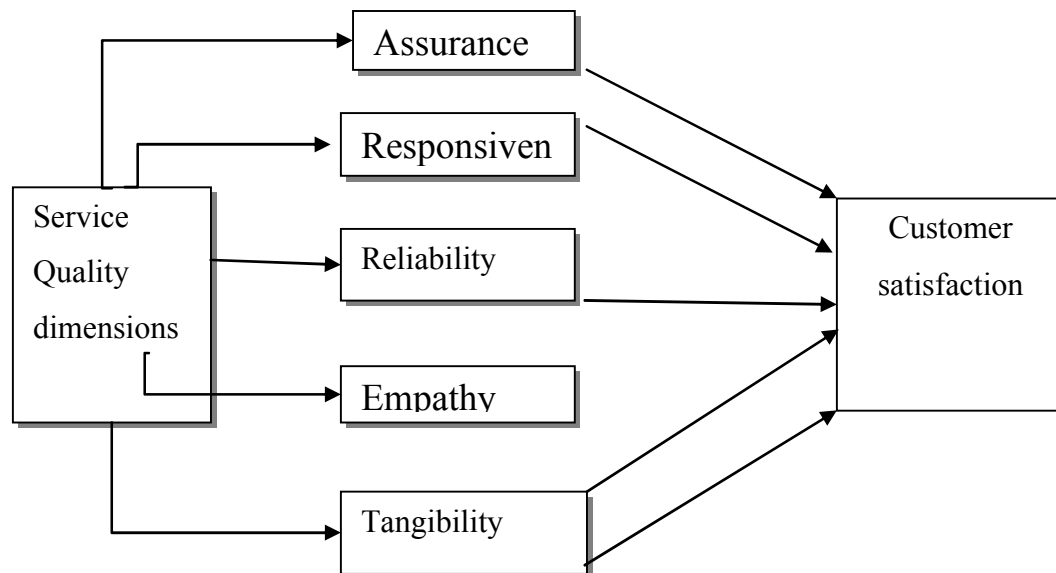 Assurance
Responsiven
Service
Quality
dimensions
Reliability
Empathy
Tangibility
Customer
satisfaction